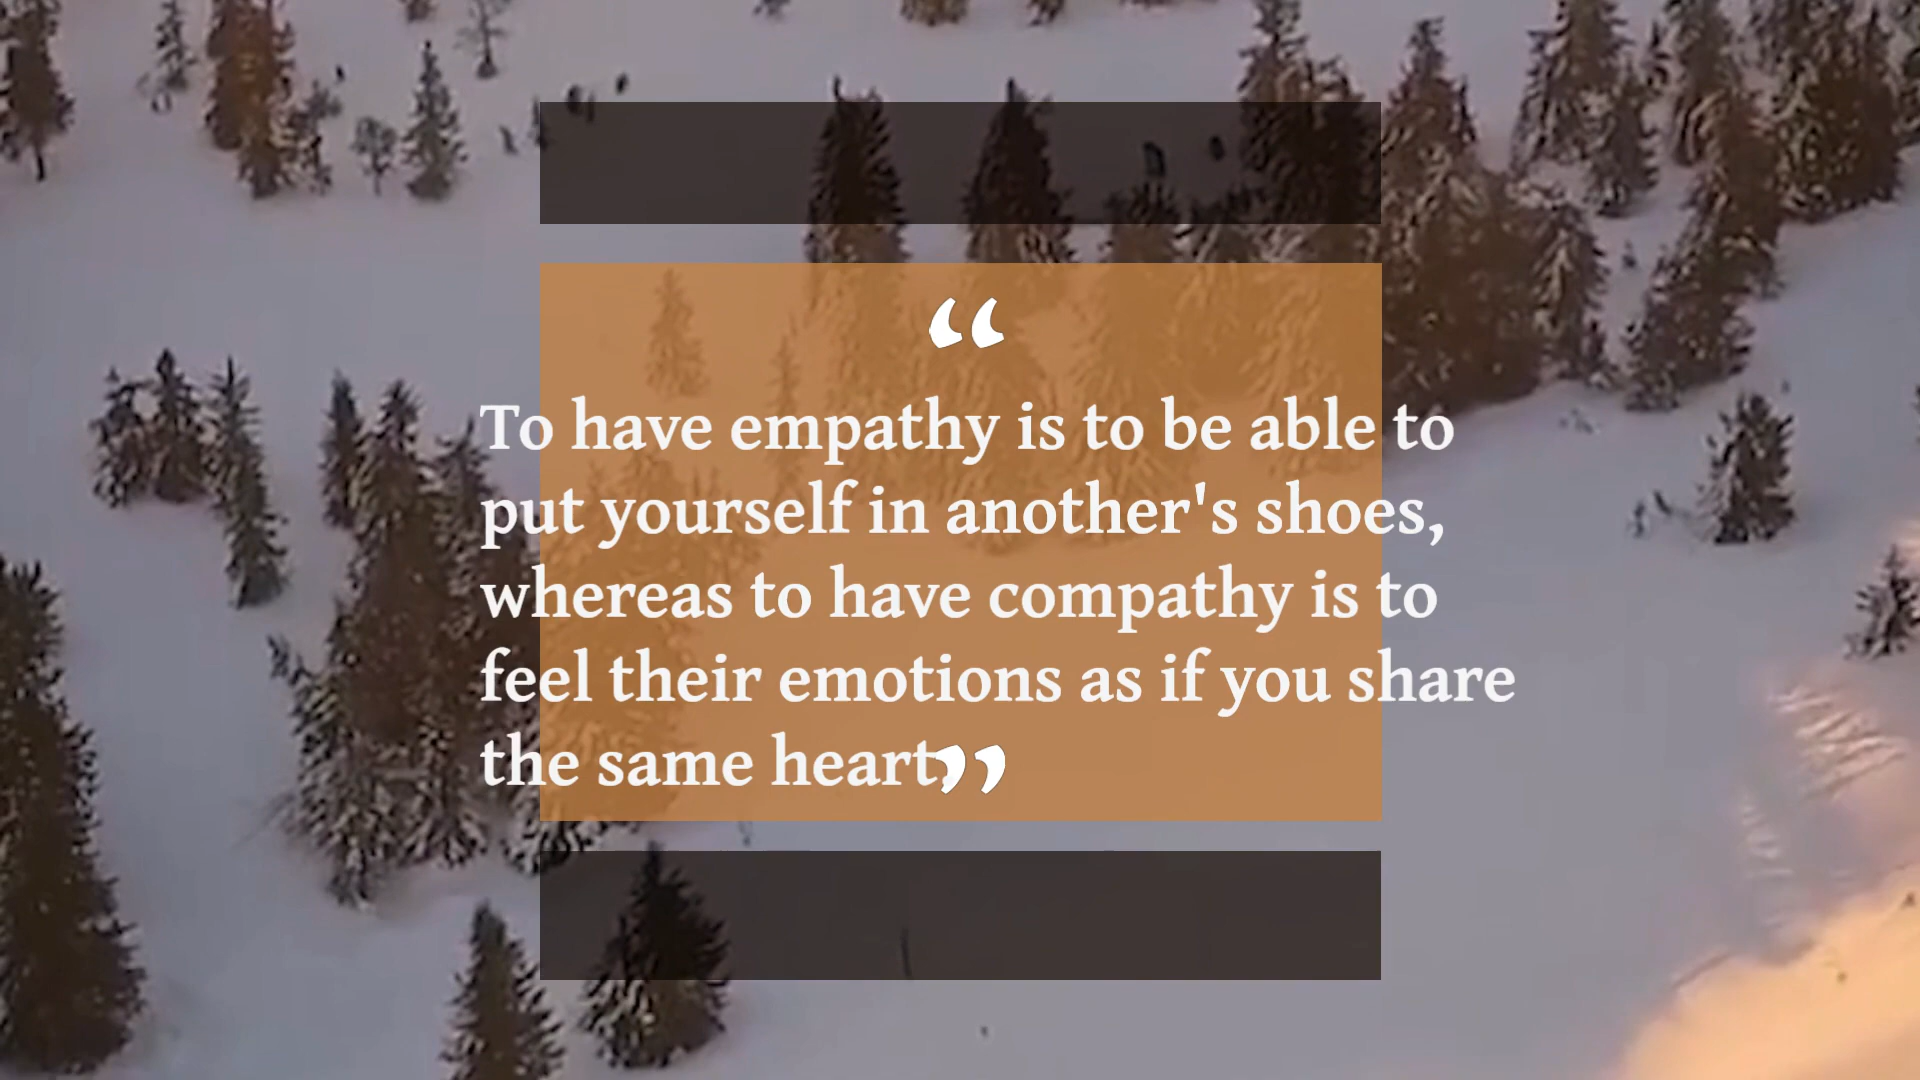 “
To have empathy is to be able to
put yourself in another's shoes,
whereas to have compathy is to
feel their emotions as if you share
the same heart.”